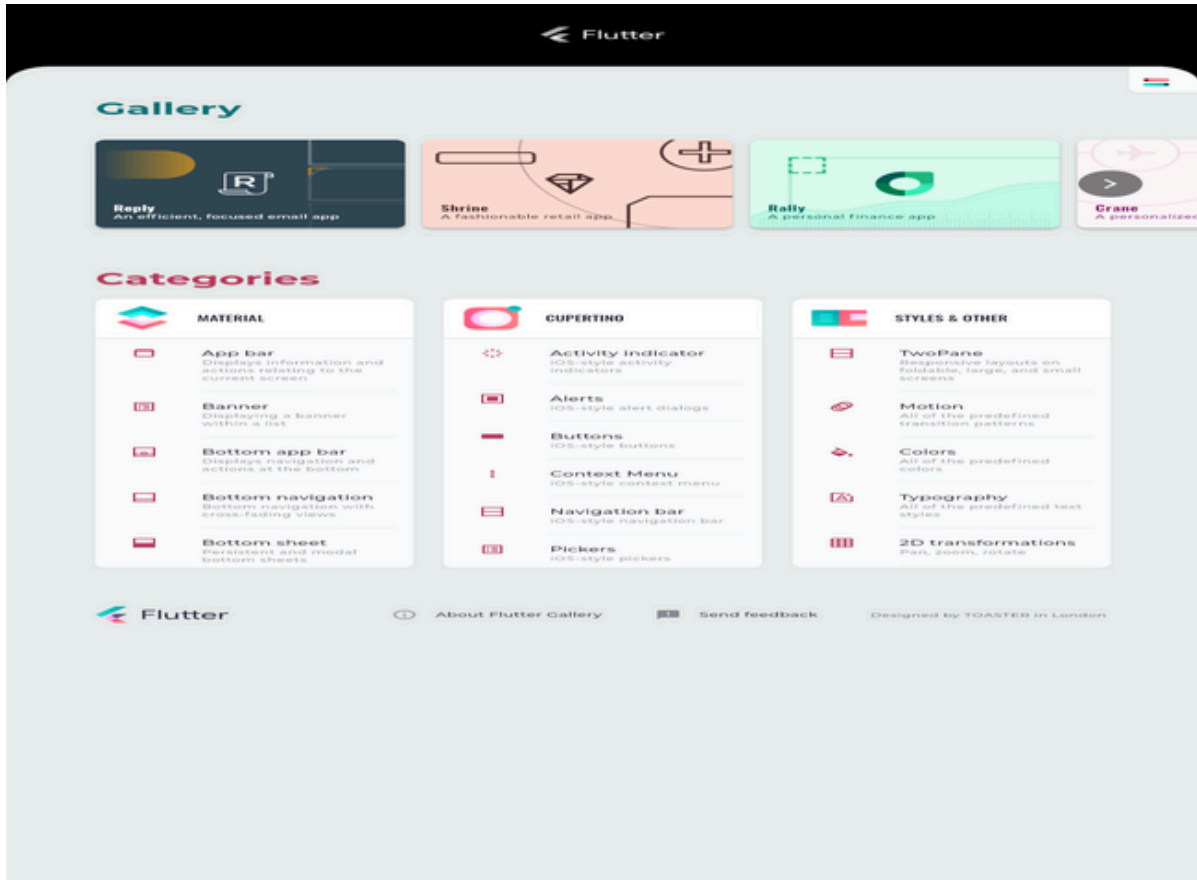 Flutter
Gallery
R
Reply
An efficient, focused email app
Shrine
A fashionable retail app
Rally
A personal finance app
Crane
A personalized
Categories
MATERIAL
App bar
Displays information and
actions relating to the
current screen
Banner
Displaying a banner
within a list
Bottom app bar
Displays navigation and
actions at the bottom
Bottom navigation
Bottom navigation with
cross-fading views
Bottom sheet
Persistent and modal
bottom sheets
CUPERTINO
Activity indicator
iOS-style activity
indicators
Alerts
iOS-style alert dialogs
Buttons
iOS-style buttons
Context Menu
iOS-style context menu
Navigation bar
iOS-style navigation bar
Pickers
iOS-style pickers
STYLES & OTHER
TwoPane
Responsive layouts on
foldable, large, and small
screens
Motion
All of the predefined
transition patterns
Colors
All of the predefined
colors
Typography
All of the predefined text
styles
2D transformations
Pan, zoom, rotate
Flutter
About Flutter Gallery
Send feedback
Designed by TOASTER in London